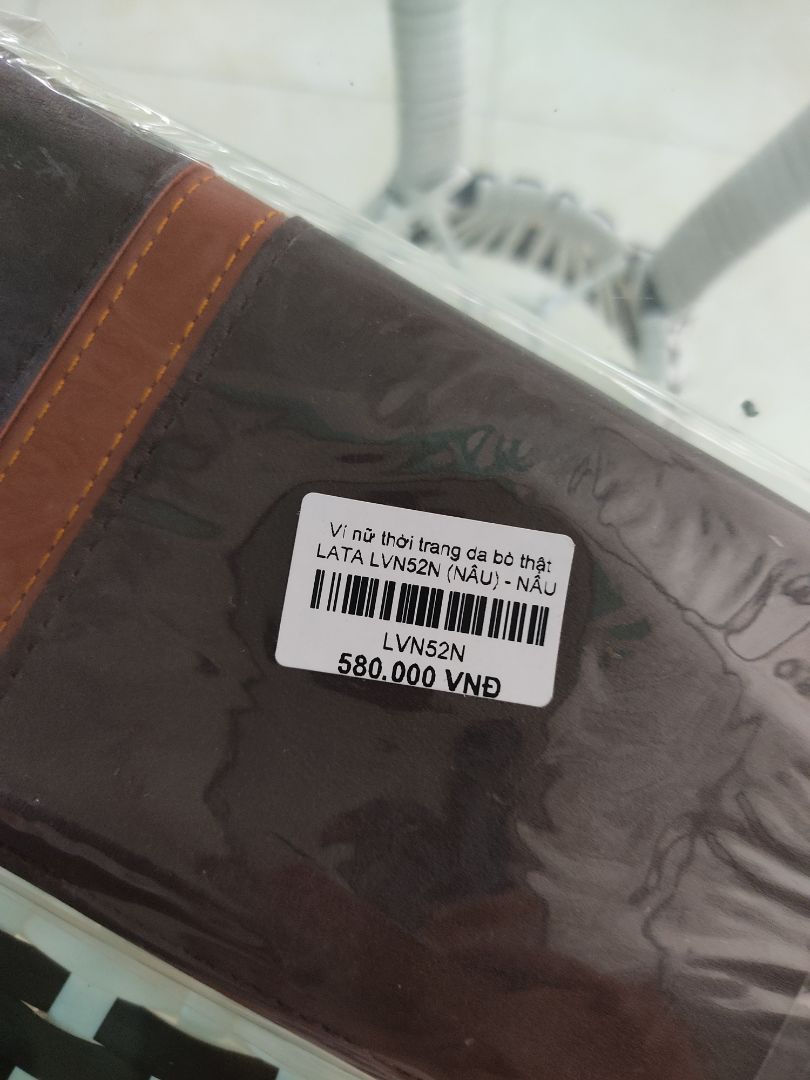 Ví nữ thời trang da bò thật
LATA LVN52N (NÂU) - NÂU
LVN52N
580.000 VNĐ